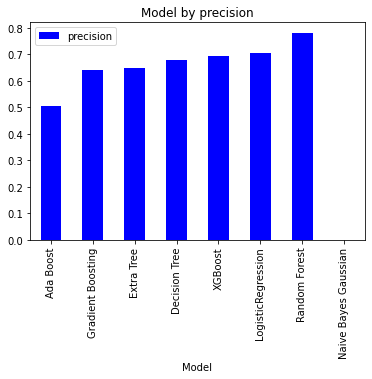 Model by precision
precision
0.8
0.7
0.6
0.5
0.4
0.3
0.2
0.1
0.0
Ada Boost
Gradient Boosting
Extra Tree
Decision Tree
XGBoost
LogisticRegression
Random Forest
Naive Bayes Gaussian
Model